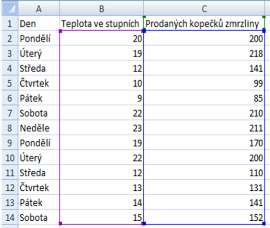 A B C
1 Den Teplota ve stupních Prodaných kopečků zmrzliny
2 Pondělí 20 200
3 Úterý 19 218
4 Středa 12 141
5 Čtvrtek 10 99
6 Pátek 9 85
7 Sobota 22 210
8 Neděle 23 211
9 Pondělí 19 170
10 Úterý 22 200
11 Středa 12 110
12 Čtvrtek 13 131
13 Pátek 14 141
14 Sobota 15 152